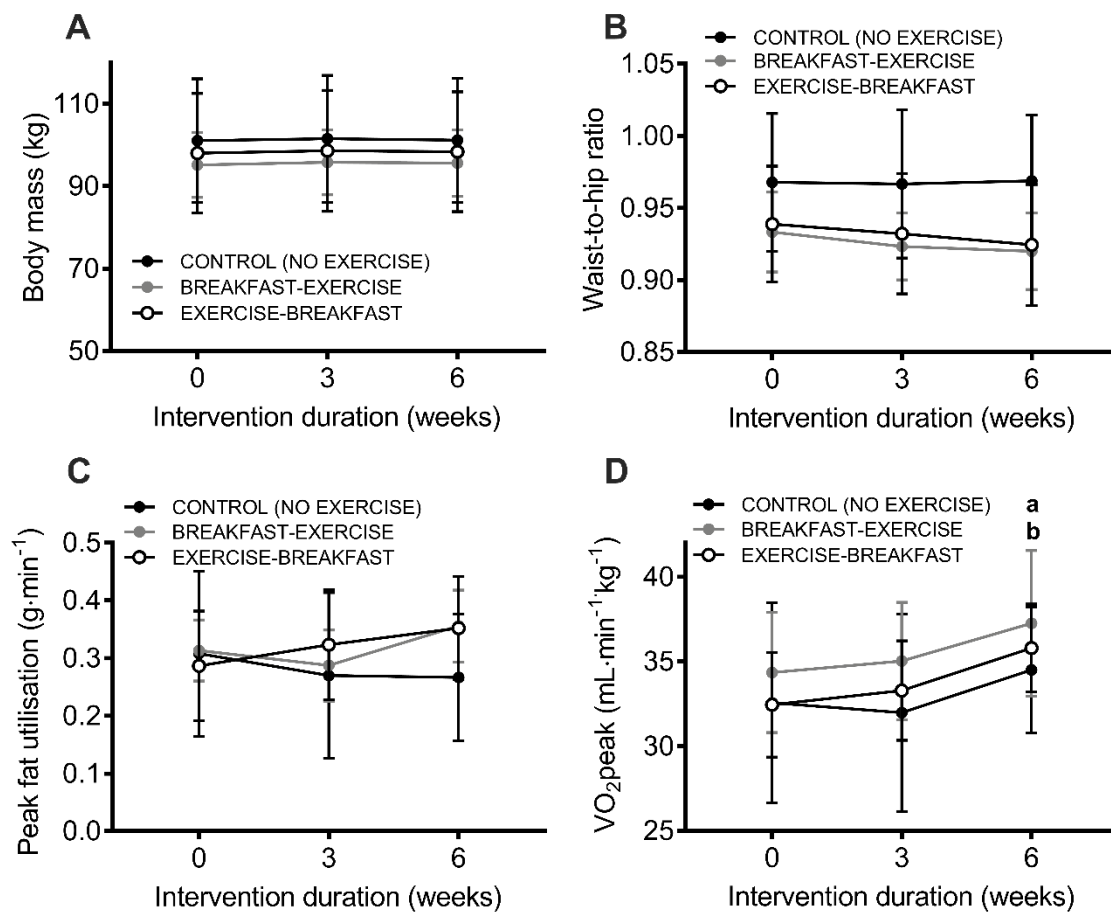 A
110
90
70
50
Body mass (kg)
CONTROL (NO EXERCISE)
BREAKFAST-EXERCISE
EXERCISE-BREAKFAST
0 3 6
Intervention duration (weeks)
B
CONTROL (NO EXERCISE)
BREAKFAST-EXERCISE
EXERCISE-BREAKFAST
1.05
1.00
0.95
0.90
0.85
Waist-to-hip ratio
0 3 6
Intervention duration (weeks)
C
CONTROL (NO EXERCISE)
BREAKFAST-EXERCISE
EXERCISE-BREAKFAST
0.5
0.4
0.3
0.2
0.1
0.0
Peak fat utilisation (g·min⁻¹)
0 3 6
Intervention duration (weeks)
D
CONTROL (NO EXERCISE) a
BREAKFAST-EXERCISE b
EXERCISE-BREAKFAST
40
35
30
25
VO₂peak (mL·min⁻¹·kg⁻¹)
0 3 6
Intervention duration (weeks)